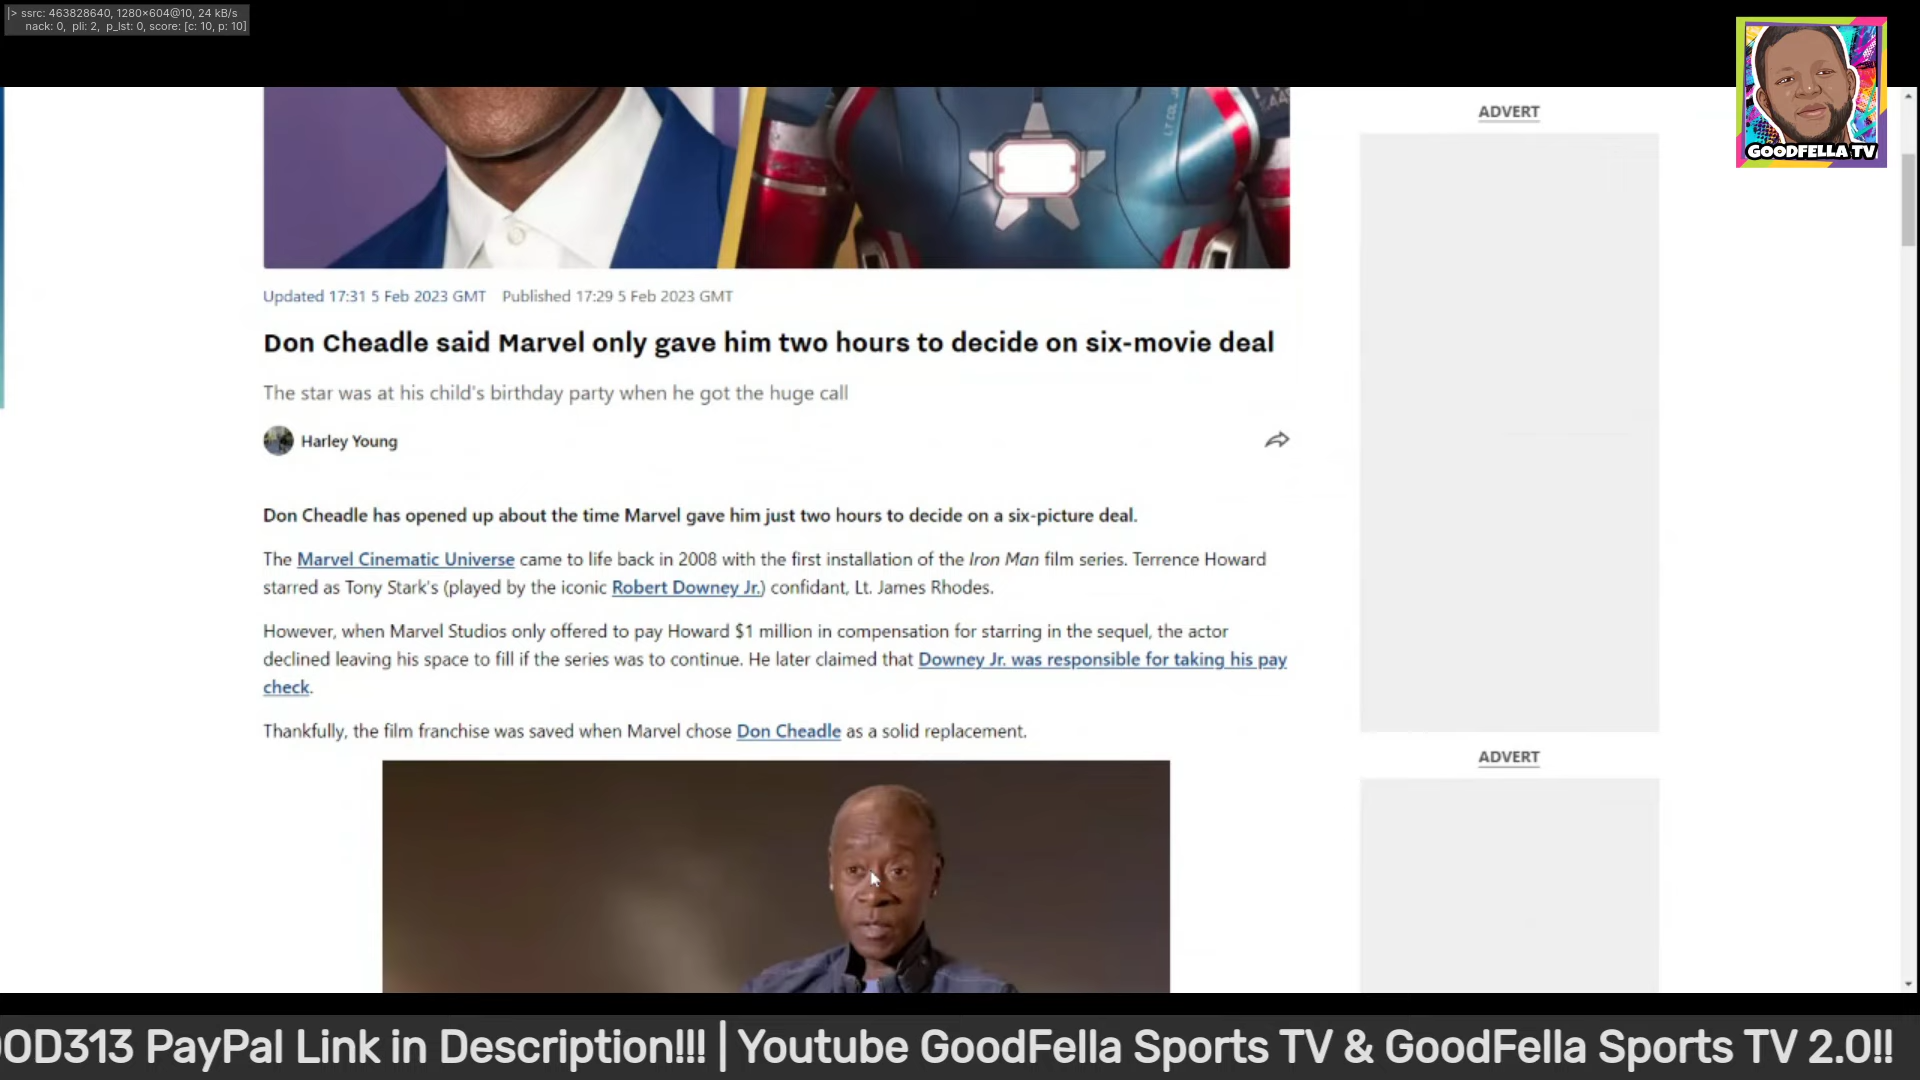 |> ssrc: 463828640, 1280×604@10, 24 kB/s
nack: 0, pli: 2, p_lst: 0, score: [c: 10, p: 10]
GOODFELLA TV
ADVERT
LT COL
Updated 17:31 5 Feb 2023 GMT Published 17:29 5 Feb 2023 GMT
Don Cheadle said Marvel only gave him two hours to decide on six-movie deal
The star was at his child's birthday party when he got the huge call
Harley Young
Don Cheadle has opened up about the time Marvel gave him just two hours to decide on a six-picture deal.
The Marvel Cinematic Universe came to life back in 2008 with the first installation of the Iron Man film series. Terrence Howard
starred as Tony Stark's (played by the iconic Robert Downey Jr.) confidant, Lt. James Rhodes.
However, when Marvel Studios only offered to pay Howard $1 million in compensation for starring in the sequel, the actor
declined leaving his space to fill if the series was to continue. He later claimed that Downey Jr. was responsible for taking his pay
check.
Thankfully, the film franchise was saved when Marvel chose Don Cheadle as a solid replacement.
ADVERT
OOD313 PayPal Link in Description!!! | Youtube GoodFella Sports TV & GoodFella Sports TV 2.0!!